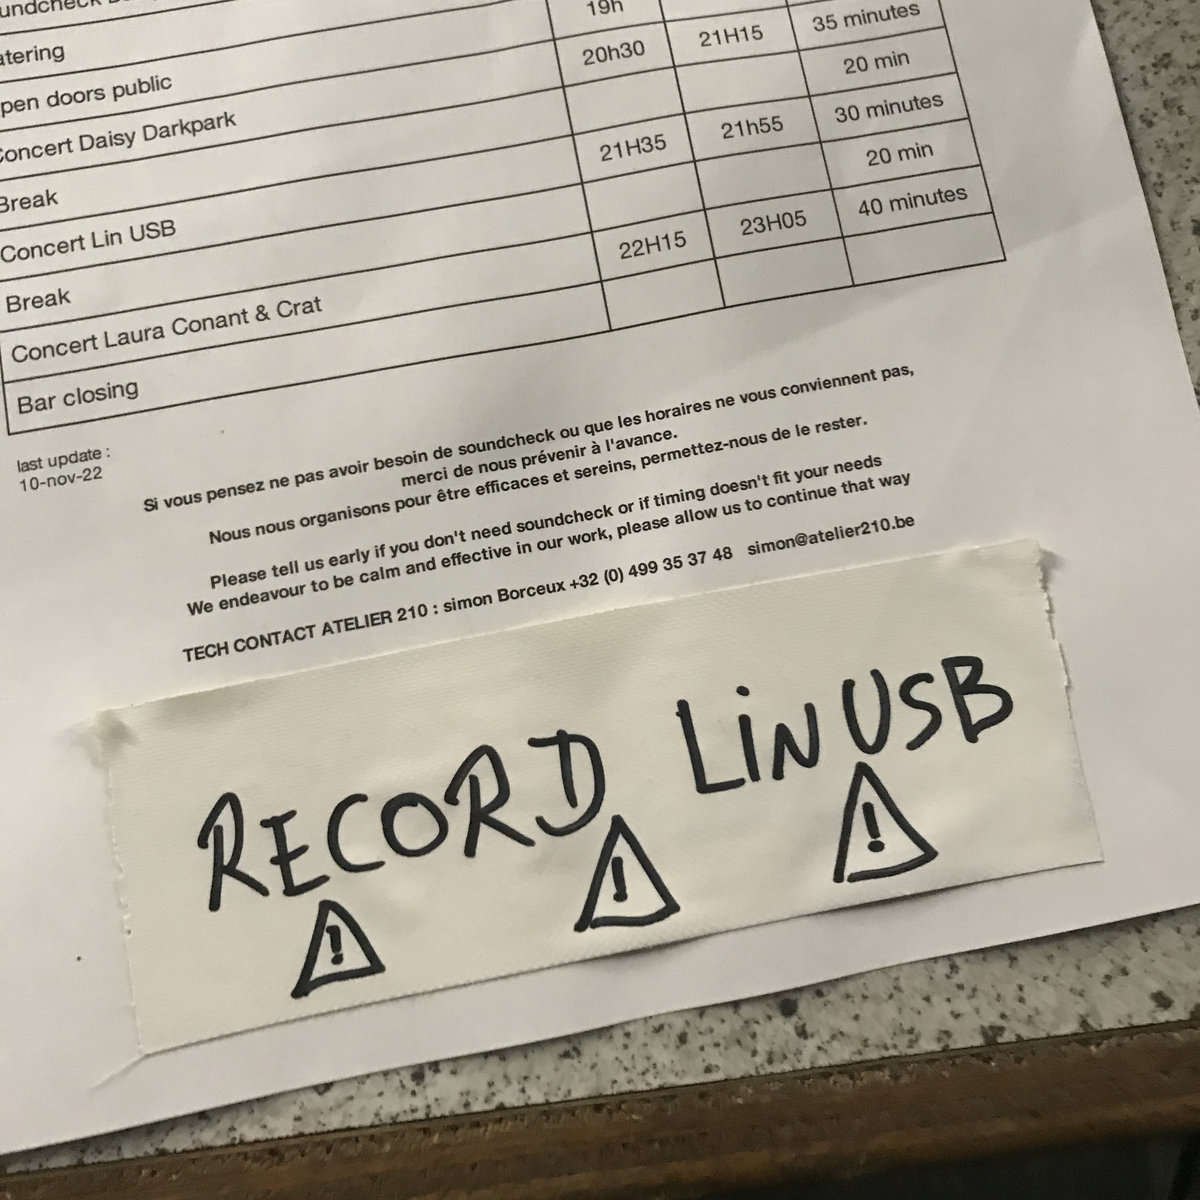 atering
pen doors public 19h
Concert Daisy Darkpark 20h30 21H15 35 minutes
Break 20 min
Concert Lin USB 21H35 21h55 30 minutes
Break 20 min
Concert Laura Conant & Crat 22H15 23H05 40 minutes
Bar closing
last update :
10-nov-22
Si vous pensez ne pas avoir besoin de soundcheck ou que les horaires ne vous conviennent pas,
merci de nous prévenir à l'avance.
Nous nous organisons pour être efficaces et sereins, permettez-nous de le rester.
Please tell us early if you don't need soundcheck or if timing doesn't fit your needs
We endeavour to be calm and effective in our work, please allow us to continue that way
TECH CONTACT ATELIER 210 : simon Borceux +32 (0) 499 35 37 48 simon@atelier210.be
RECORD LiN USB
! ! !